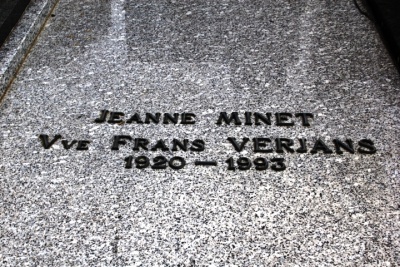 Jeanne MINET
Vve Frans VERJANS
1920 - 1993